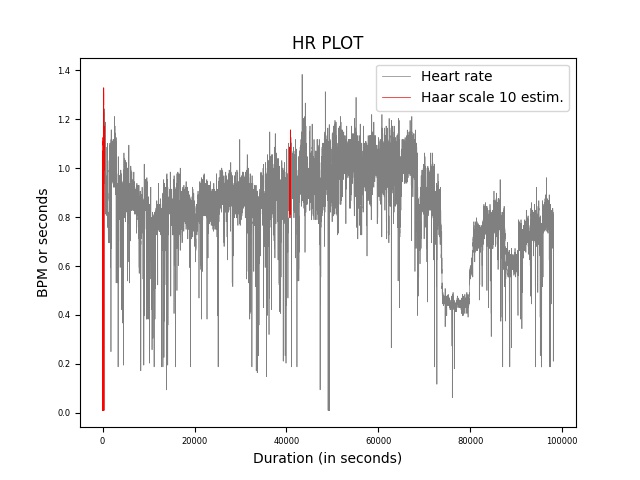 HR PLOT
Heart rate
Haar scale 10 estim.
1.4
1.2
1.0
0.8
0.6
0.4
0.2
0.0
BPM or seconds
0 20000 40000 60000 80000 100000
Duration (in seconds)